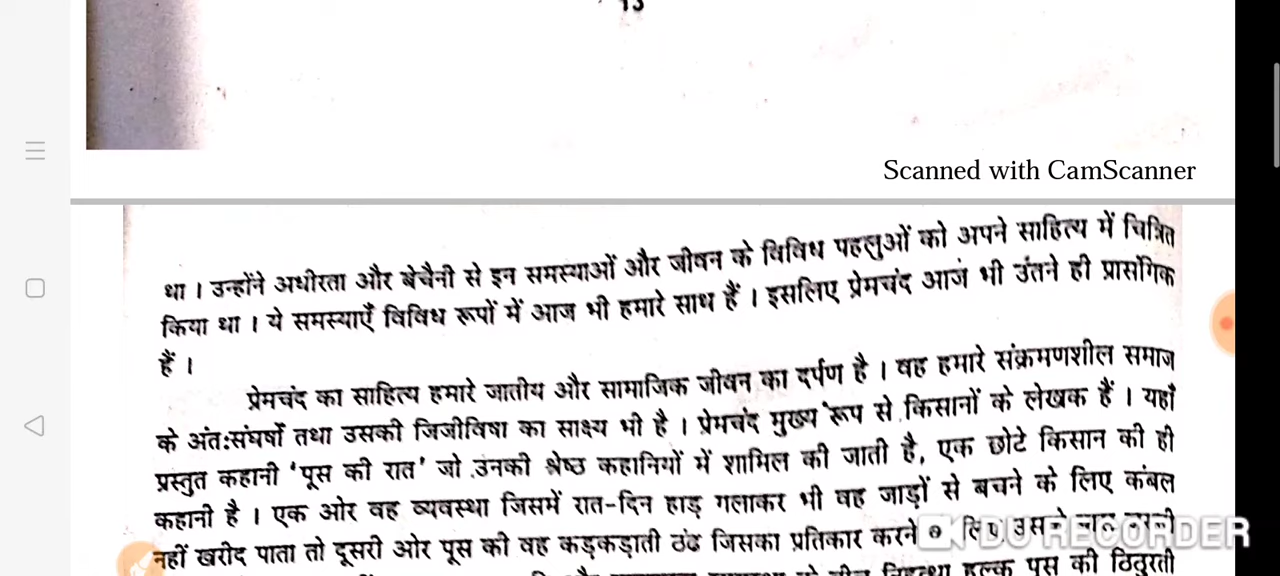 13
Scanned with CamScanner
था । उन्होंने अधीरता और बेचैनी से इन समस्याओं और जीवन के विविध पहलुओं को अपने साहित्य में चित्रित
किया था । ये समस्याएँ विविध रूपों में आज भी हमारे साथ हैं । इसलिए प्रेमचंद आज भी उतने ही प्रासंगिक
हैं ।
प्रेमचंद का साहित्य हमारे जातीय और सामाजिक जीवन का दर्पण है । वह हमारे संक्रमणशील समाज
के अंतःसंघर्षों तथा उसकी जिजीविषा का साक्ष्य भी है । प्रेमचंद मुख्य रूप से किसानों के लेखक हैं । यहाँ
प्रस्तुत कहानी 'पूस की रात' जो उनकी श्रेष्ठ कहानियों में शामिल की जाती है, एक छोटे किसान की ही
कहानी है । एक ओर वह व्यवस्था जिसमें रात-दिन हाड़ गलाकर भी वह जाड़ों से बचने के लिए कंबल
नहीं खरीद पाता तो दूसरी ओर पूस की वह कड़कड़ाती ठंढ जिसका प्रतिकार करने
DU RECORDER
हल्कू पूस की ठिठुरती